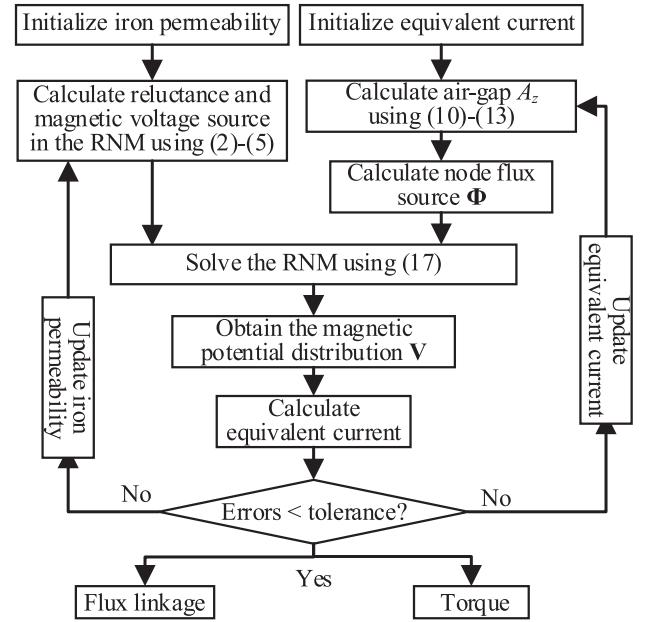 Initialize iron permeability
Initialize equivalent current
Calculate reluctance and
magnetic voltage source
in the RNM using (2)-(5)
Calculate air-gap A_z
using (10)-(13)
Calculate node flux
source Φ
Solve the RNM using (17)
Obtain the magnetic
potential distribution V
Update iron
permeability
Update
equivalent current
Calculate
equivalent current
No
Errors < tolerance?
No
Yes
Flux linkage
Torque